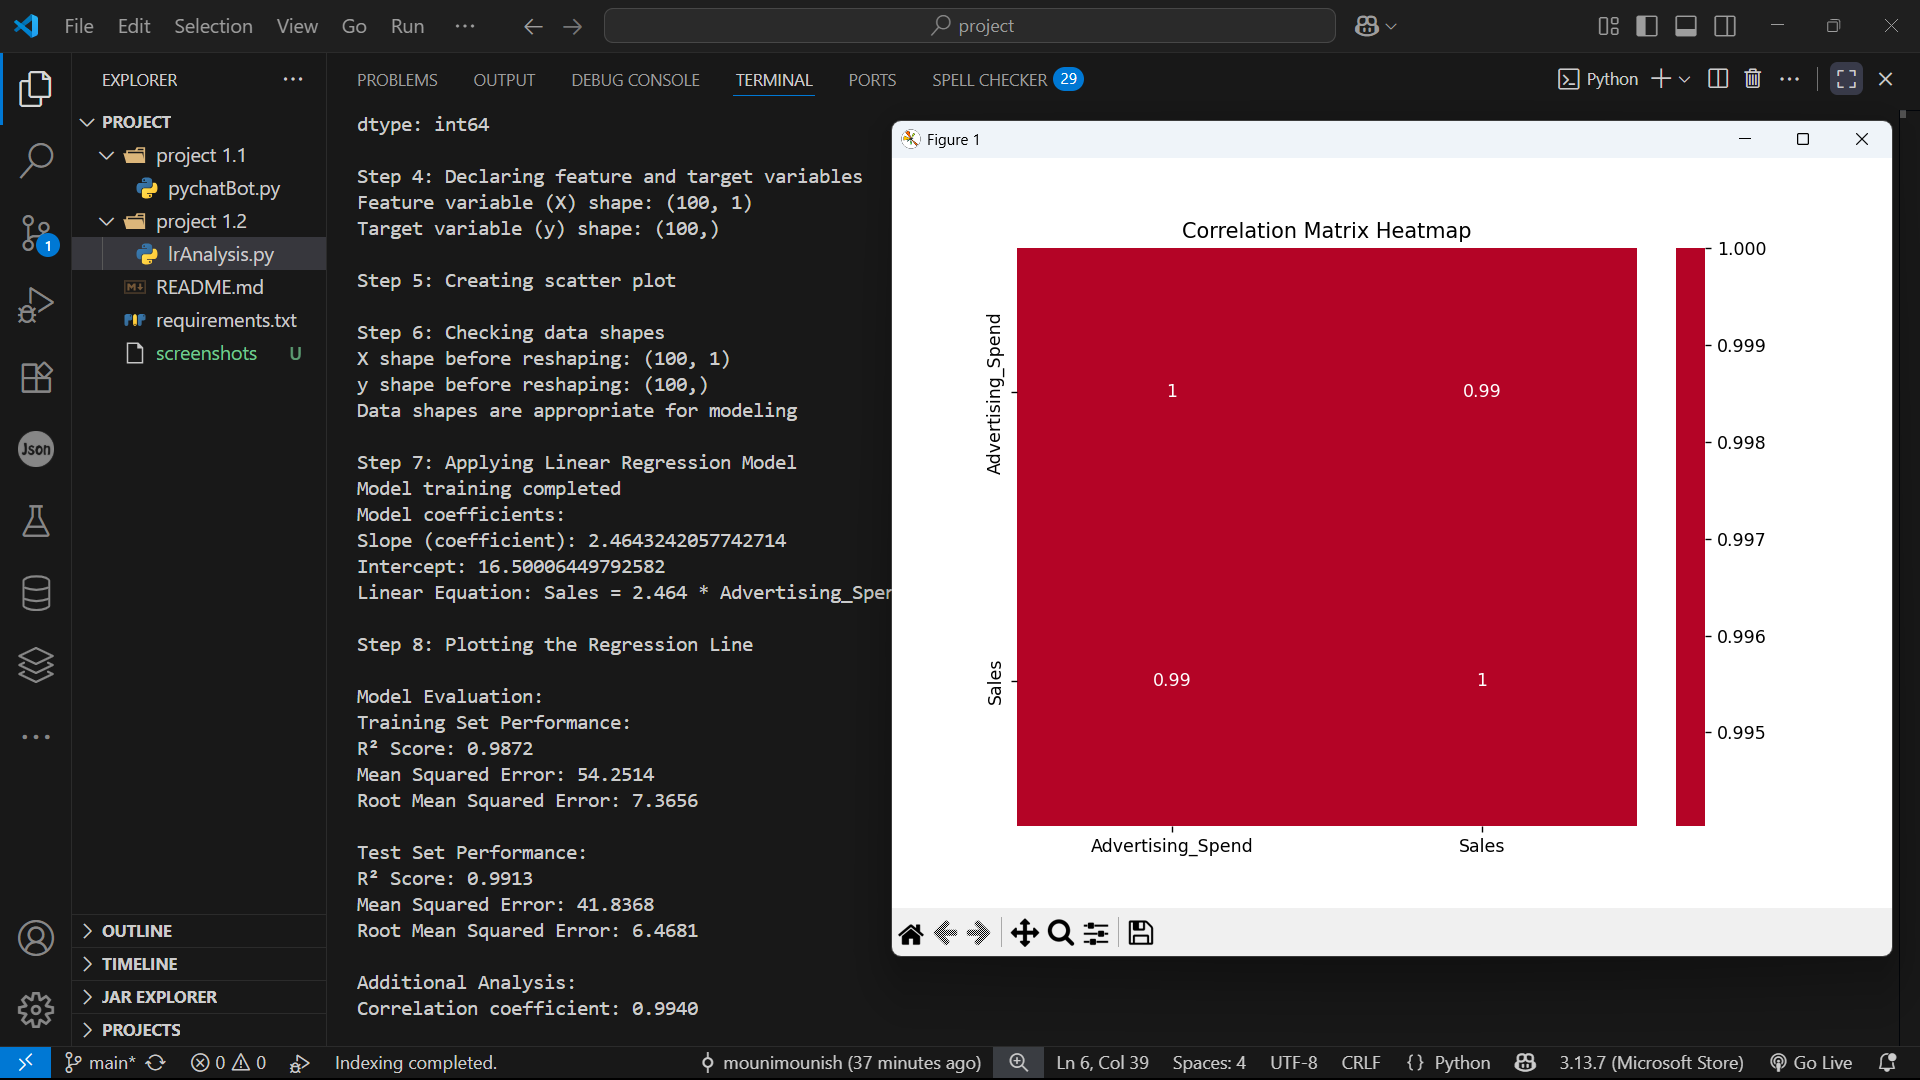 File Edit Selection View Go Run ··· project
EXPLORER ···
PROJECT
project 1.1
pychatBot.py
project 1.2
lrAnalysis.py
README.md
requirements.txt
screenshots U
1
Json
OUTLINE
TIMELINE
JAR EXPLORER
PROJECTS
PROBLEMS OUTPUT DEBUG CONSOLE TERMINAL PORTS SPELL CHECKER 29 Python
dtype: int64
Step 4: Declaring feature and target variables
Feature variable (X) shape: (100, 1)
Target variable (y) shape: (100,)
Step 5: Creating scatter plot
Step 6: Checking data shapes
X shape before reshaping: (100, 1)
y shape before reshaping: (100,)
Data shapes are appropriate for modeling
Step 7: Applying Linear Regression Model
Model training completed
Model coefficients:
Slope (coefficient): 2.4643242057742714
Intercept: 16.50006449792582
Linear Equation: Sales = 2.464 * Advertising_Spen
Step 8: Plotting the Regression Line
Model Evaluation:
Training Set Performance:
R² Score: 0.9872
Mean Squared Error: 54.2514
Root Mean Squared Error: 7.3656
Test Set Performance:
R² Score: 0.9913
Mean Squared Error: 41.8368
Root Mean Squared Error: 6.4681
Additional Analysis:
Correlation coefficient: 0.9940
Figure 1
Correlation Matrix Heatmap
Advertising_Spend
1 0.99
Sales
0.99 1
Advertising_Spend Sales
1.000
0.999
0.998
0.997
0.996
0.995
main* 0 0 Indexing completed. mounimounish (37 minutes ago) Ln 6, Col 39 Spaces: 4 UTF-8 CRLF {} Python 3.13.7 (Microsoft Store) Go Live